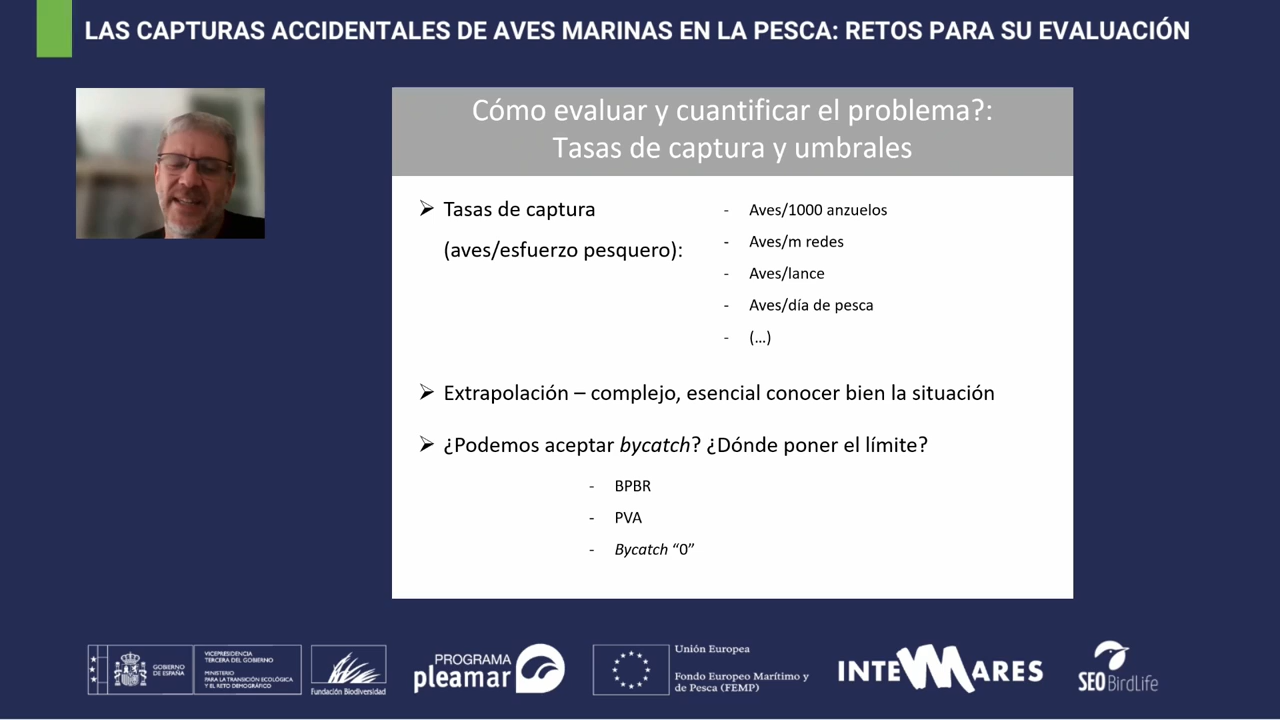 LAS CAPTURAS ACCIDENTALES DE AVES MARINAS EN LA PESCA: RETOS PARA SU EVALUACIÓN
Cómo evaluar y cuantificar el problema?:
Tasas de captura y umbrales
Tasas de captura
(aves/esfuerzo pesquero):
- Aves/1000 anzuelos
- Aves/m redes
- Aves/lance
- Aves/día de pesca
- (...)
Extrapolación – complejo, esencial conocer bien la situación
¿Podemos aceptar bycatch? ¿Dónde poner el límite?
- BPBR
- PVA
- Bycatch “0”
GOBIERNO
DE ESPAÑA
VICEPRESIDENCIA
TERCERA DEL GOBIERNO
MINISTERIO
PARA LA TRANSICIÓN ECOLÓGICA
Y EL RETO DEMOGRÁFICO
Fundación Biodiversidad
PROGRAMA
pleamar
Unión Europea
Fondo Europeo Marítimo y
de Pesca (FEMP)
INTEMARES
SEO BirdLife